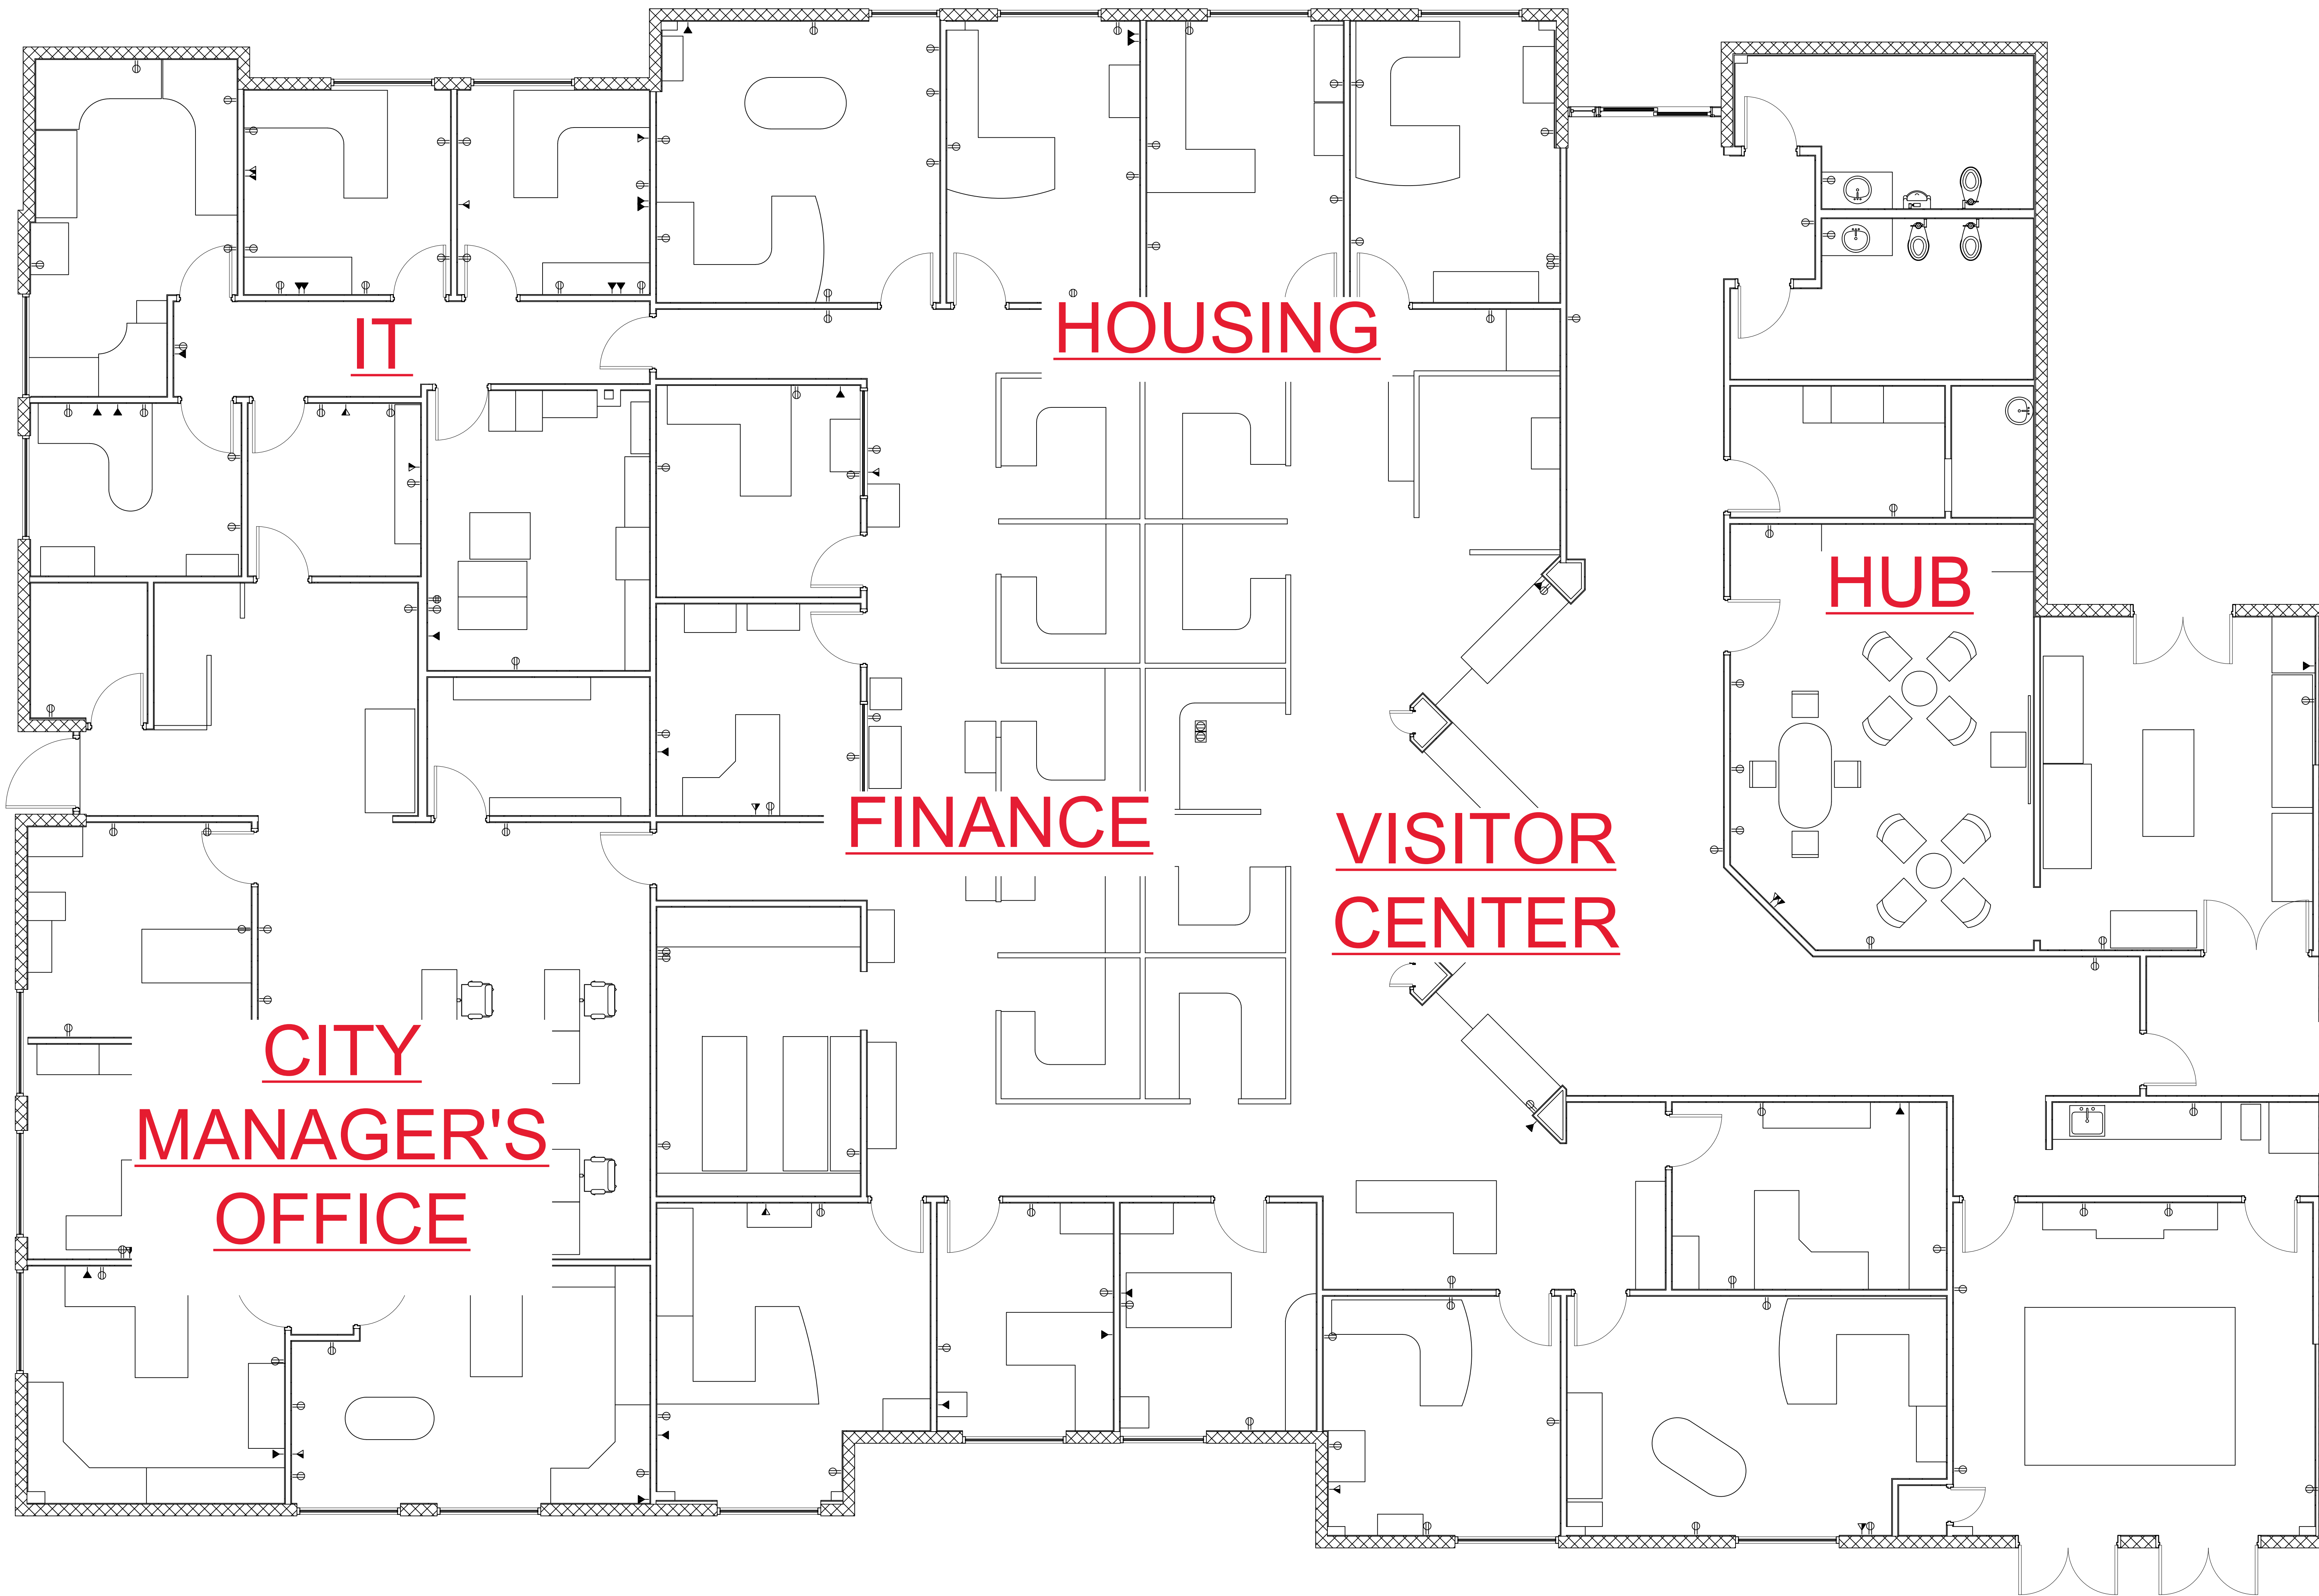 IT
HOUSING
HUB
FINANCE
VISITOR
CENTER
CITY
MANAGER'S
OFFICE